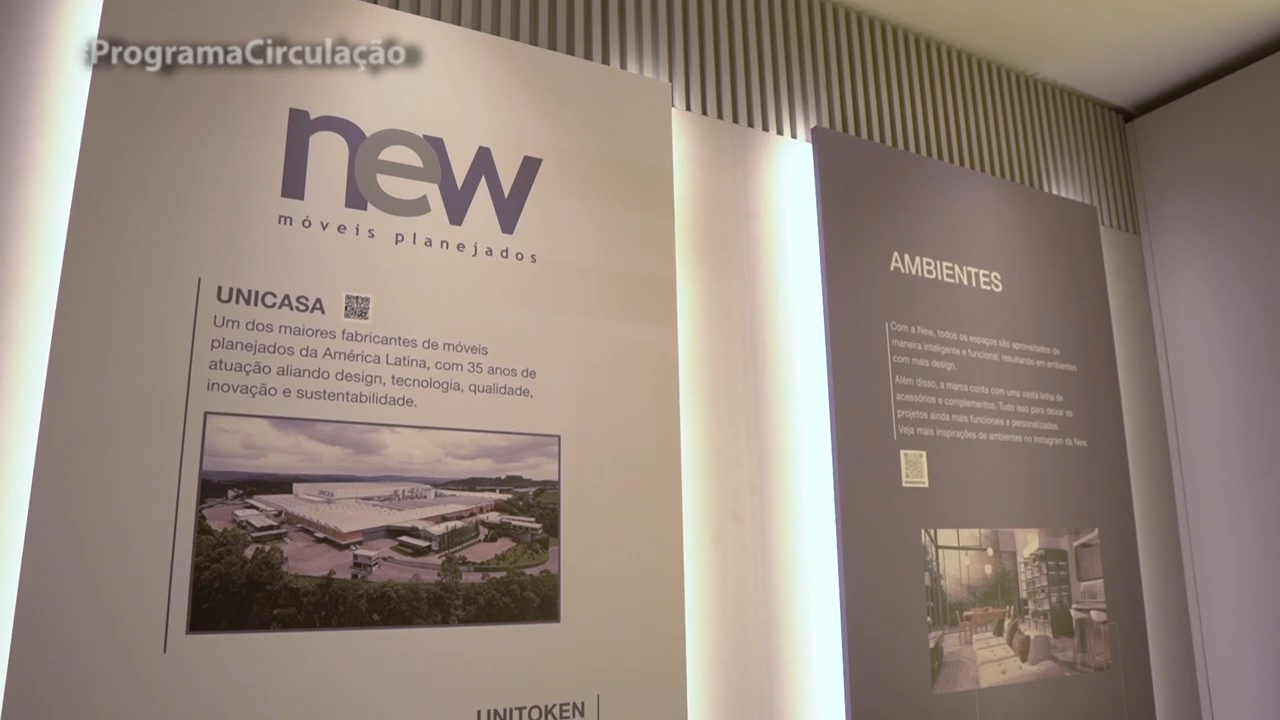 #ProgramaCirculação
new
móveis planejados
UNICASA
Um dos maiores fabricantes de móveis
planejados da América Latina, com 35 anos de
atuação aliando design, tecnologia, qualidade,
inovação e sustentabilidade.
UNITOKEN
AMBIENTES
Com a New, todos os espaços são aproveitados de
maneira inteligente e funcional, resultando em ambientes
com mais design.
Além disso, a marca conta com uma vasta linha de
acessórios e complementos. Tudo isso para deixar os
projetos ainda mais funcionais e personalizados.
Veja mais inspirações de ambientes no Instagram da New.